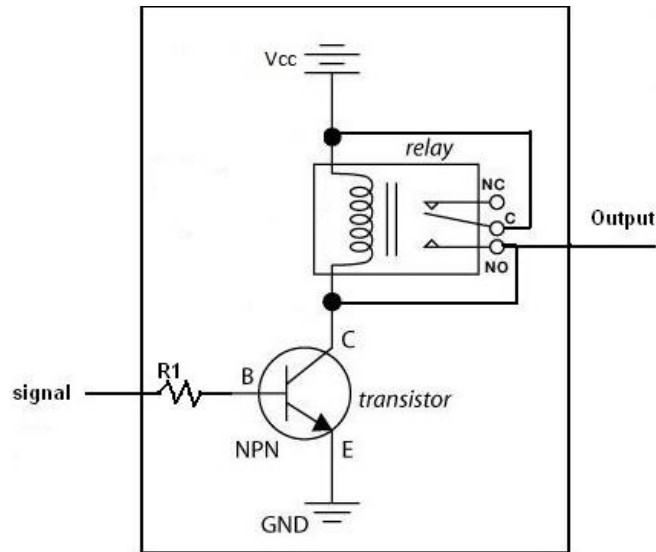 Vcc
relay
NC
C
Output
NO
C
R1
B
signal
transistor
NPN
E
GND